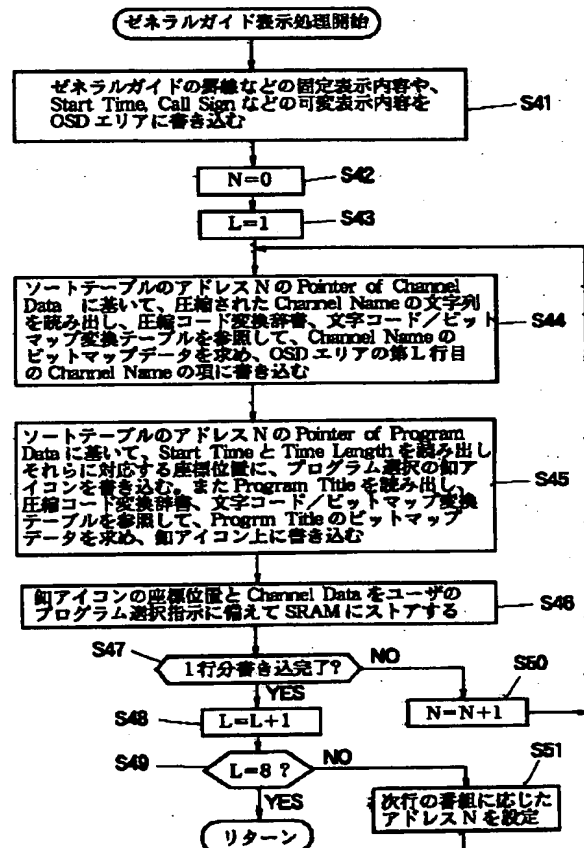 ゼネラルガイド表示処理開始
ゼネラルガイドの罫線などの固定表示内容や、
Start Time, Call Sign などの可変表示内容を
OSD エリアに書き込む
S41
N=0
S42
L=1
S43
ソートテーブルのアドレス N の Pointer of Channel
Data に基いて、圧縮された Channel Name の文字列
を読み出し、圧縮コード変換辞書、文字コード/ビット
マップ変換テーブルを参照して、Channel Name の
ビットマップデータを求め、OSD エリアの第 L 行目
の Channel Name の項に書き込む
S44
ソートテーブルのアドレス N の Pointer of Program
Data に基いて、Start Time と Time Length を読み出し
それらに対応する座標位置に、プログラム選択の釦ア
イコンを書き込む。また Program Title を読み出し、
圧縮コード変換辞書、文字コード/ビットマップ変換
テーブルを参照して、Progrm Title のビットマップ
データを求め、釦アイコン上に書き込む
S45
釦アイコンの座標位置と Channel Data をユーザの
プログラム選択指示に備えて SRAM にストアする
S46
S47
1行分書き込完了?
NO
YES
S50
N=N+1
S48
L=L+1
S49
L=8 ?
NO
YES
S51
次行の番組に応じた
アドレス N を設定
リターン